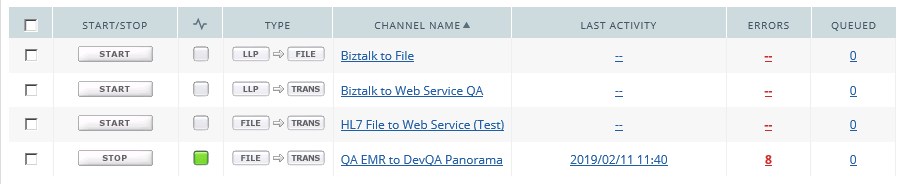 START/STOP TYPE CHANNEL NAME LAST ACTIVITY ERRORS QUEUED
START LLP FILE Biztalk to File -- -- 0
START LLP TRANS Biztalk to Web Service QA -- -- 0
START FILE TRANS HL7 File to Web Service (Test) -- -- 0
STOP FILE TRANS QA EMR to DevQA Panorama 2019/02/11 11:40 8 0